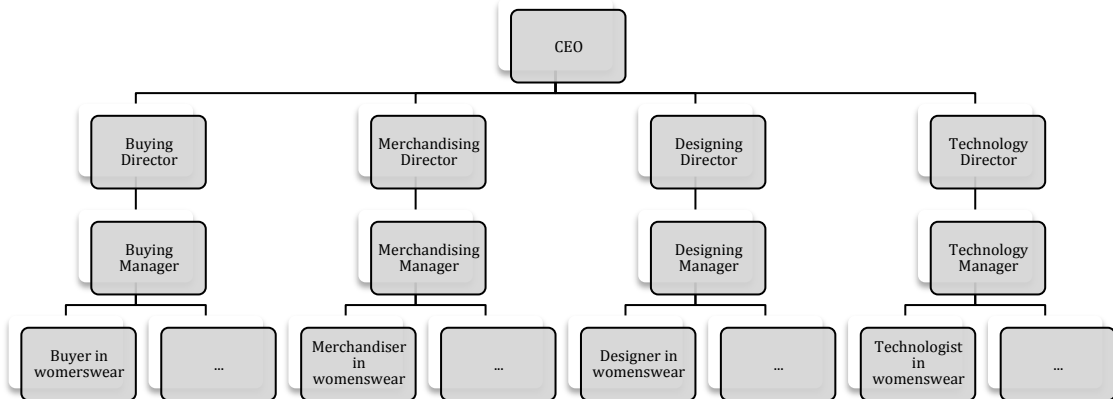 CEO
Buying
Director
Merchandising
Director
Designing
Director
Technology
Director
Buying
Manager
Merchandising
Manager
Designing
Manager
Technology
Manager
Buyer in
womerswear
...
Merchandiser
in
womenswear
...
Designer in
womenswear
...
Technologist
in
womenswear
...